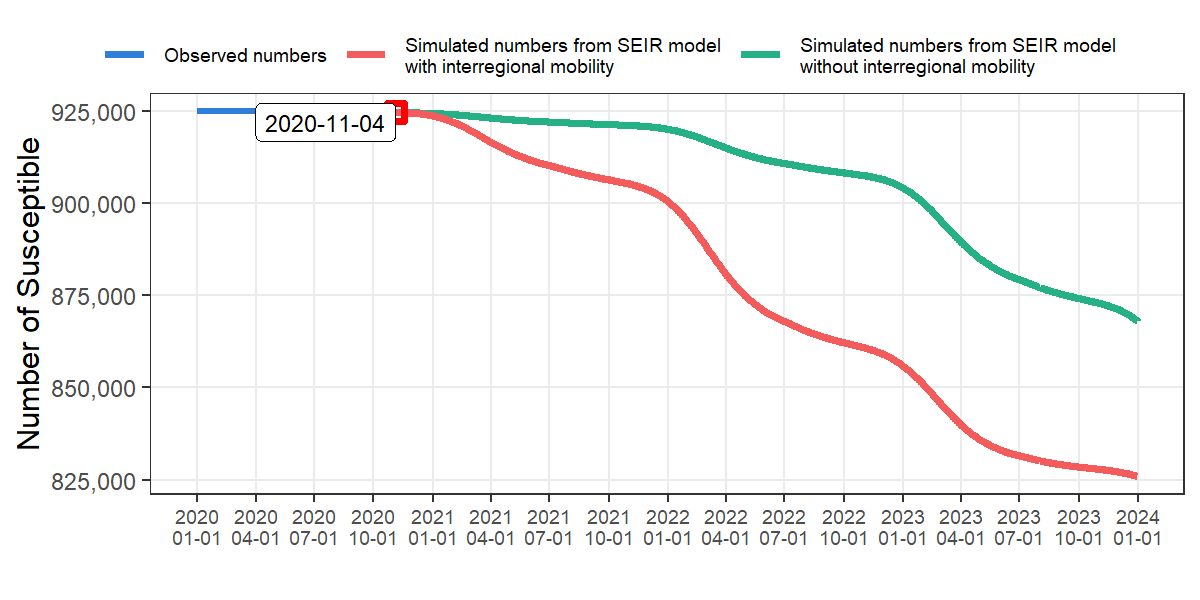 Observed numbers
Simulated numbers from SEIR model
with interregional mobility
Simulated numbers from SEIR model
without interregional mobility
Number of Susceptible
925,000
900,000
875,000
850,000
825,000
2020-11-04
2020 2020 2020 2020 2021 2021 2021 2021 2022 2022 2022 2022 2023 2023 2023 2023 2024
01-01 04-01 07-01 10-01 01-01 04-01 07-01 10-01 01-01 04-01 07-01 10-01 01-01 04-01 07-01 10-01 01-01